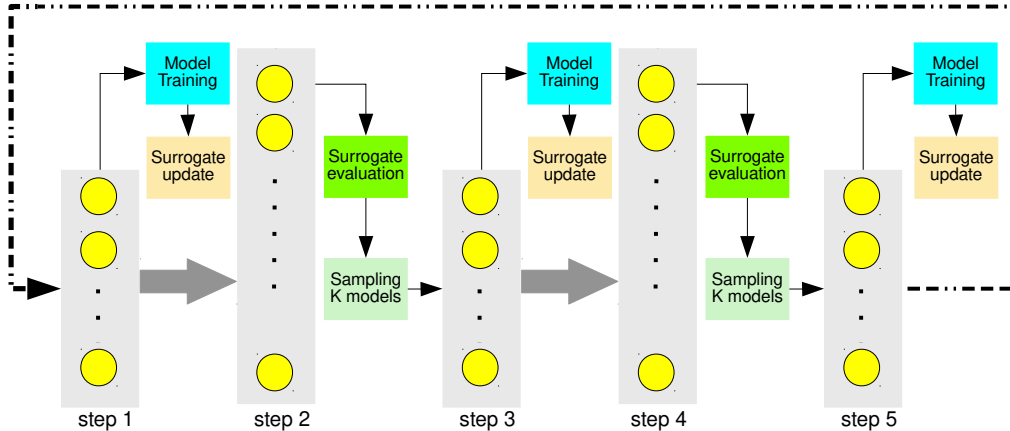 Model
Training
Surrogate
update
Surrogate
evaluation
Sampling
K models
Model
Training
Surrogate
update
Surrogate
evaluation
Sampling
K models
Model
Training
Surrogate
update
step 1
step 2
step 3
step 4
step 5